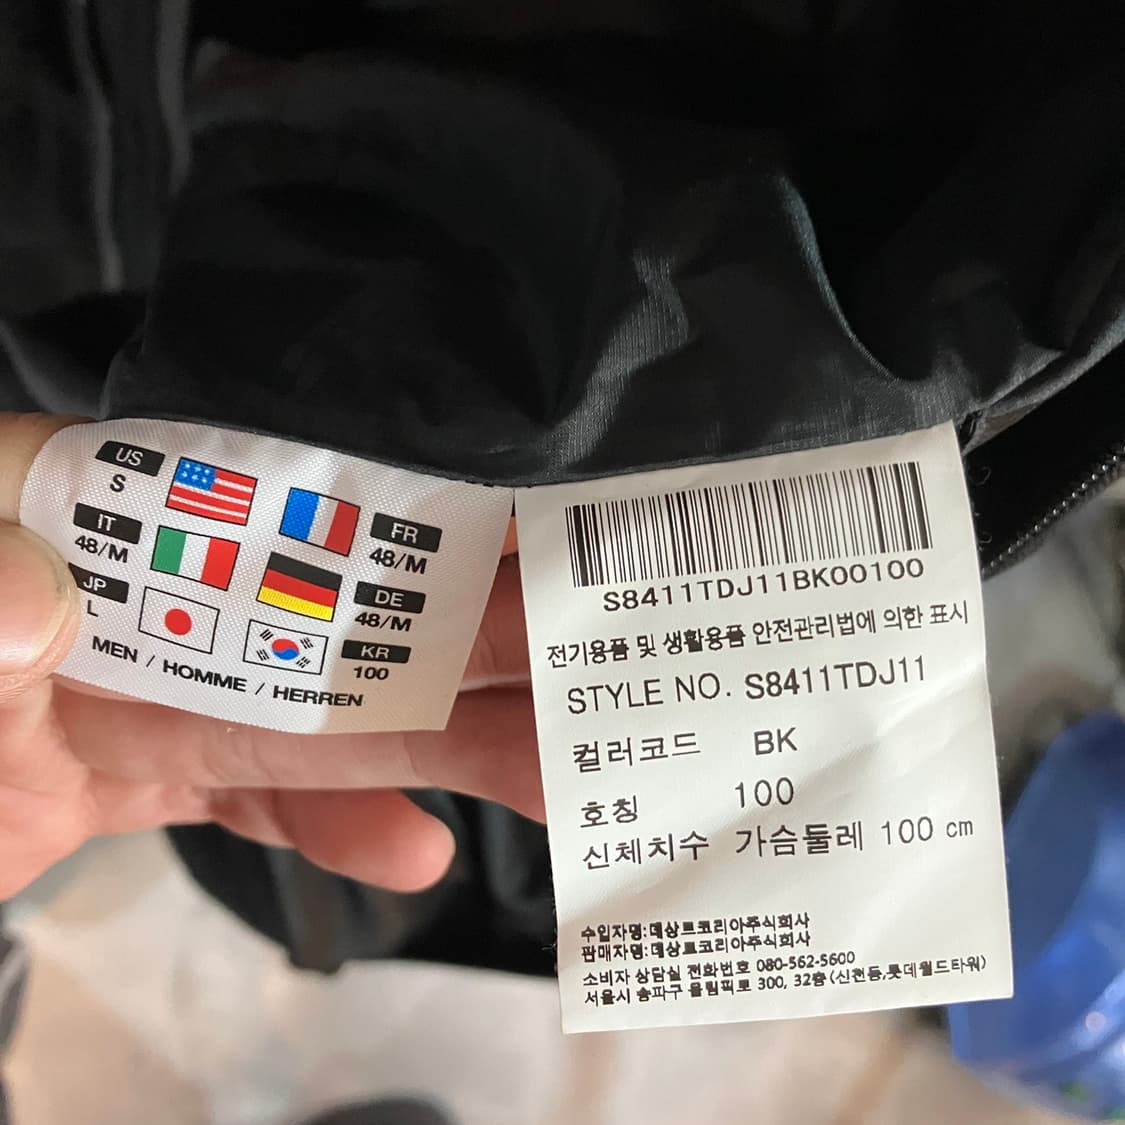 US
S
FR
48/M
IT
48/M
DE
48/M
JP
L
KR
100
MEN / HOMME / HERREN
S8411TDJ11BK00100
전기용품 및 생활용품 안전관리법에 의한 표시
STYLE NO. S8411TDJ11
컬러코드 BK
호칭 100
신체치수 가슴둘레 100 cm
수입자명:데상트코리아주식회사
판매자명:데상트코리아주식회사
소비자 상담실 전화번호 080-562-5600
서울시 송파구 올림픽로 300, 32층(신천동,롯데월드타워)